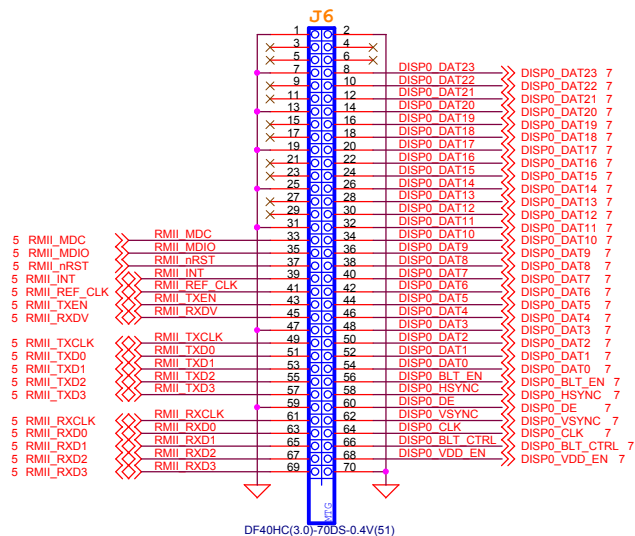 J6
1 2
3 4
5 6
7 8 DISP0_DAT23 DISP0_DAT23 7
9 10 DISP0_DAT22 DISP0_DAT22 7
11 12 DISP0_DAT21 DISP0_DAT21 7
13 14 DISP0_DAT20 DISP0_DAT20 7
15 16 DISP0_DAT19 DISP0_DAT19 7
17 18 DISP0_DAT18 DISP0_DAT18 7
19 20 DISP0_DAT17 DISP0_DAT17 7
21 22 DISP0_DAT16 DISP0_DAT16 7
23 24 DISP0_DAT15 DISP0_DAT15 7
25 26 DISP0_DAT14 DISP0_DAT14 7
27 28 DISP0_DAT13 DISP0_DAT13 7
29 30 DISP0_DAT12 DISP0_DAT12 7
31 32 DISP0_DAT11 DISP0_DAT11 7
5 RMII_MDC RMII_MDC 33 34 DISP0_DAT10 DISP0_DAT10 7
5 RMII_MDIO RMII_MDIO 35 36 DISP0_DAT9 DISP0_DAT9 7
5 RMII_nRST RMII_nRST 37 38 DISP0_DAT8 DISP0_DAT8 7
5 RMII_INT RMII_INT 39 40 DISP0_DAT7 DISP0_DAT7 7
5 RMII_REF_CLK RMII_REF_CLK 41 42 DISP0_DAT6 DISP0_DAT6 7
5 RMII_TXEN RMII_TXEN 43 44 DISP0_DAT5 DISP0_DAT5 7
5 RMII_RXDV RMII_RXDV 45 46 DISP0_DAT4 DISP0_DAT4 7
47 48 DISP0_DAT3 DISP0_DAT3 7
5 RMII_TXCLK RMII_TXCLK 49 50 DISP0_DAT2 DISP0_DAT2 7
5 RMII_TXD0 RMII_TXD0 51 52 DISP0_DAT1 DISP0_DAT1 7
5 RMII_TXD1 RMII_TXD1 53 54 DISP0_DAT0 DISP0_DAT0 7
5 RMII_TXD2 RMII_TXD2 55 56 DISP0_BLT_EN DISP0_BLT_EN 7
5 RMII_TXD3 RMII_TXD3 57 58 DISP0_HSYNC DISP0_HSYNC 7
59 60 DISP0_DE DISP0_DE 7
5 RMII_RXCLK RMII_RXCLK 61 62 DISP0_VSYNC DISP0_VSYNC 7
5 RMII_RXD0 RMII_RXD0 63 64 DISP0_CLK DISP0_CLK 7
5 RMII_RXD1 RMII_RXD1 65 66 DISP0_BLT_CTRL DISP0_BLT_CTRL 7
5 RMII_RXD2 RMII_RXD2 67 68 DISP0_VDD_EN DISP0_VDD_EN 7
5 RMII_RXD3 RMII_RXD3 69 70
MTG
DF40HC(3.0)-70DS-0.4V(51)